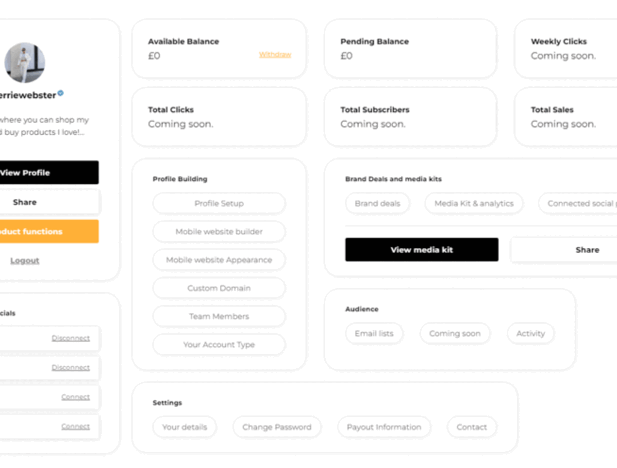 erriewebster
where you can shop my
d buy products I love!...
View Profile
Share
oduct functions
Logout
cials
Disconnect
Disconnect
Connect
Connect
Available Balance
£0
Withdraw
Pending Balance
£0
Weekly Clicks
Coming soon.
Total Clicks
Coming soon.
Total Subscribers
Coming soon.
Total Sales
Coming soon.
Profile Building
Profile Setup
Mobile website builder
Mobile website Appearance
Custom Domain
Team Members
Your Account Type
Brand Deals and media kits
Brand deals
Media Kit & analytics
Connected social p
View media kit
Share
Audience
Email lists
Coming soon
Activity
Settings
Your details
Change Password
Payout Information
Contact